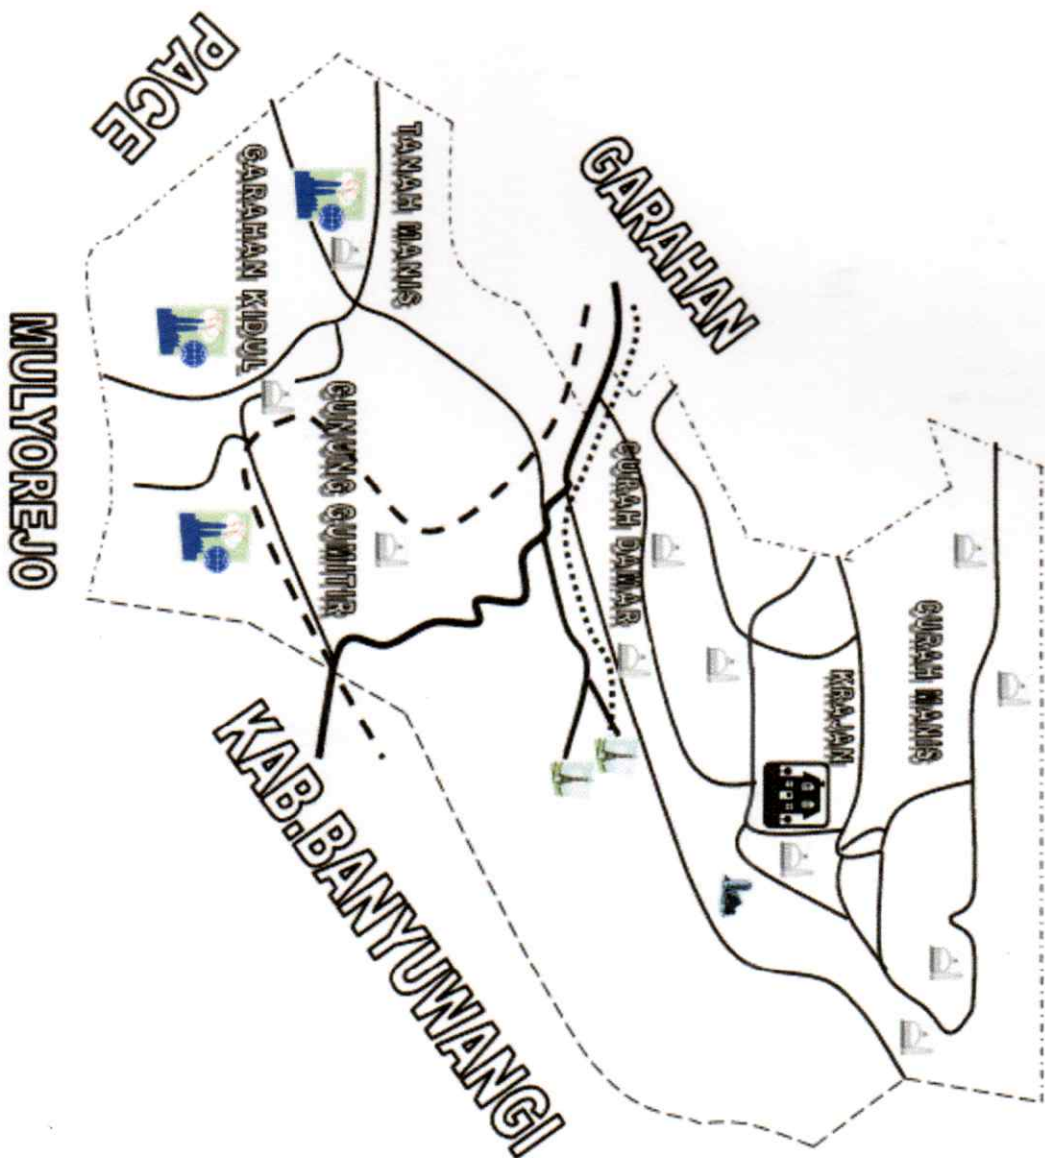 CURAH MANIS
KRAJAN
GARAHAN
CURAH DAMAR
TANAH MANIS
GUNUNG GUMITIR
KAB.BANYUWANGI
GARAHAN KIDUL
PACE
MULYOREJO